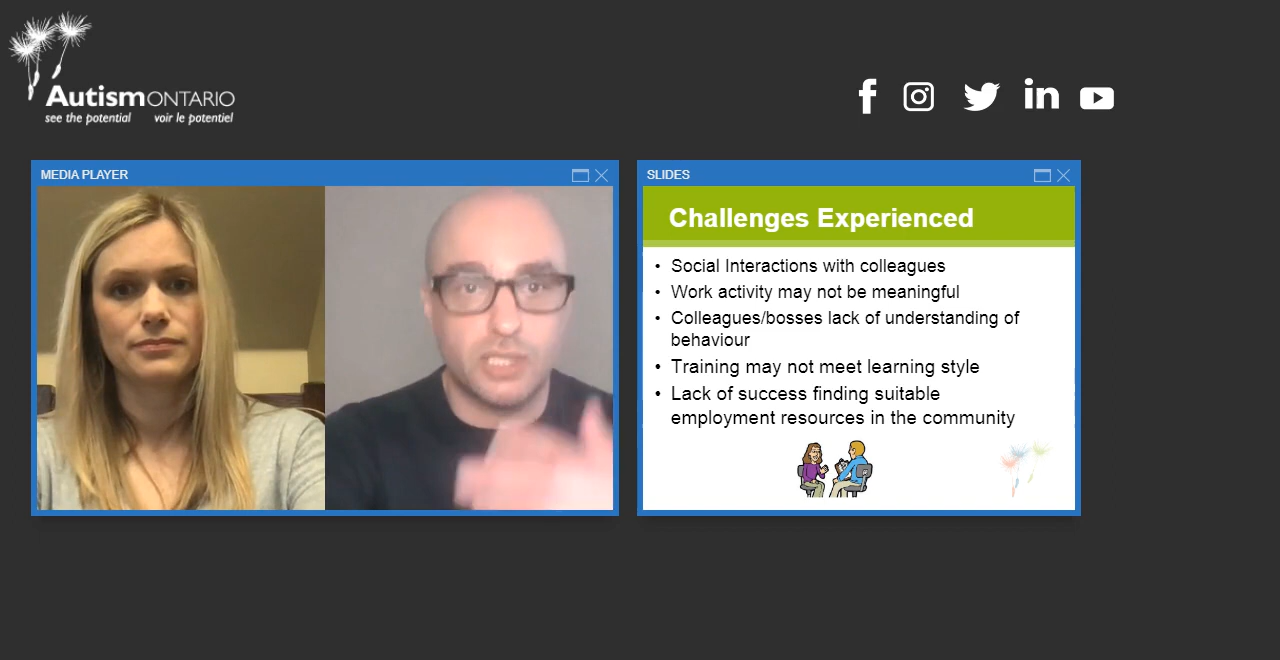 Autism ONTARIO
see the potential voir le potentiel
MEDIA PLAYER
SLIDES
Challenges Experienced
• Social Interactions with colleagues
• Work activity may not be meaningful
• Colleagues/bosses lack of understanding of
behaviour
• Training may not meet learning style
• Lack of success finding suitable
employment resources in the community